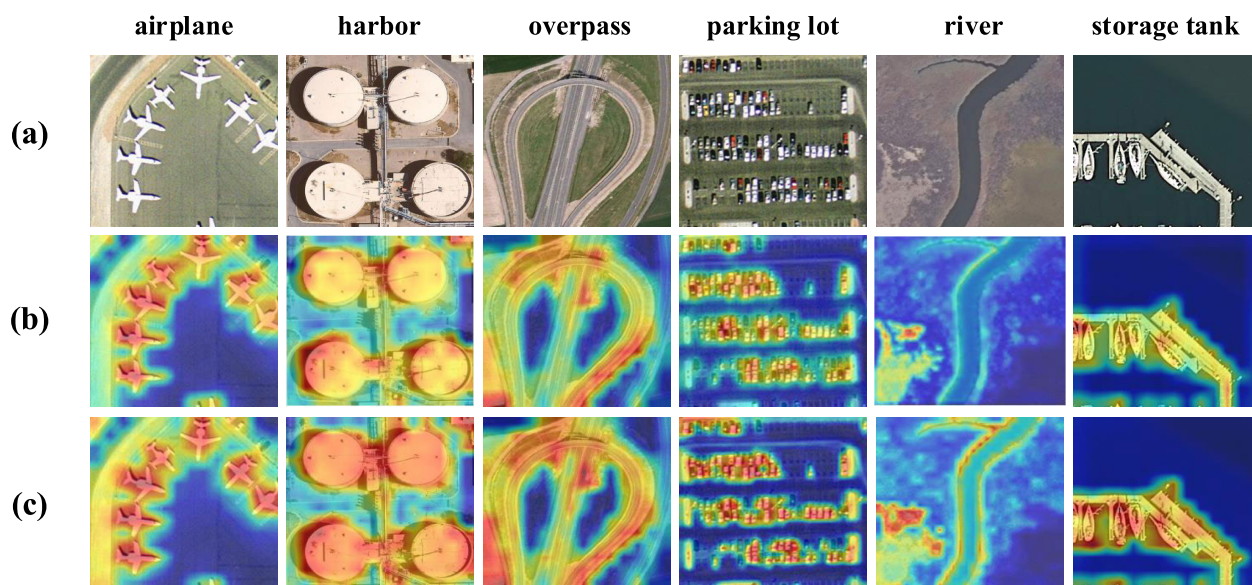 airplane harbor overpass parking lot river storage tank
(a)
(b)
(c)